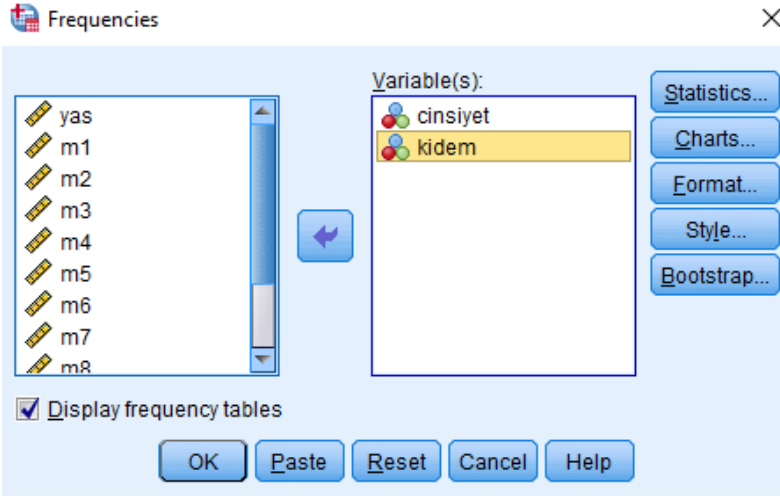 Frequencies
Variable(s):
yas
m1
m2
m3
m4
m5
m6
m7
m8
cinsiyet
kidem
Statistics...
Charts...
Format...
Style...
Bootstrap...
Display frequency tables
OK Paste Reset Cancel Help